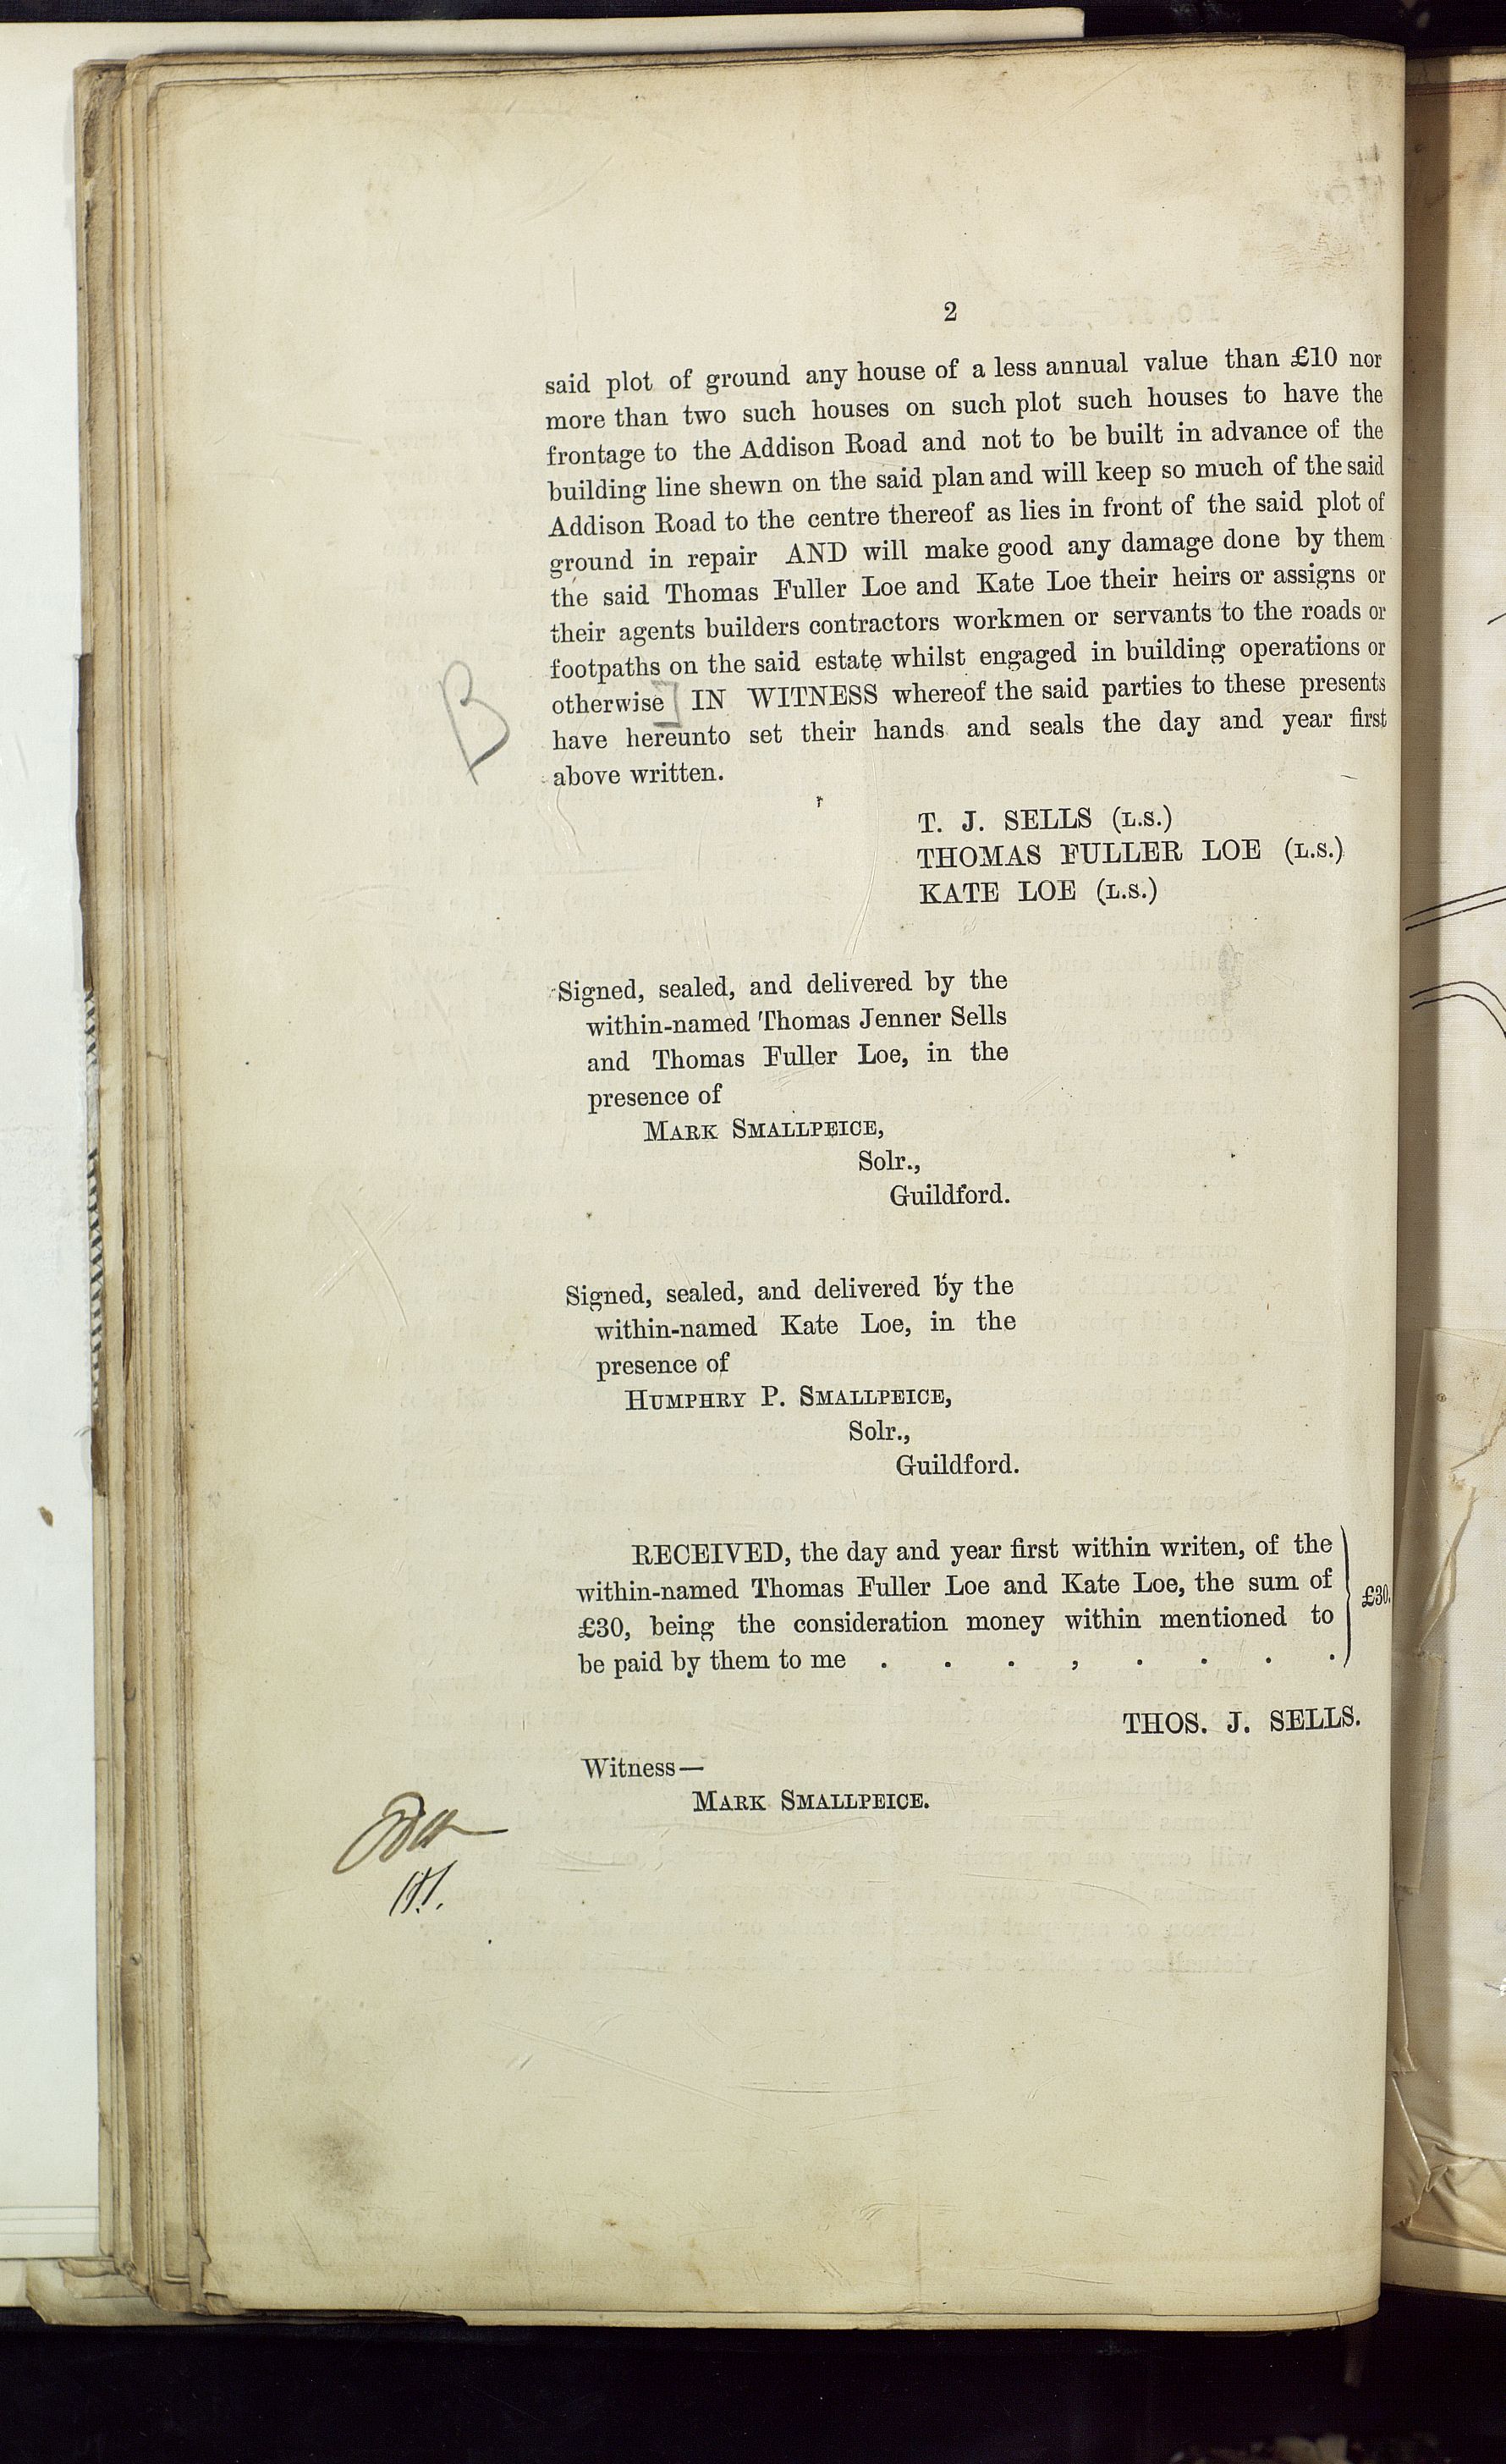 2
said plot of ground any house of a less annual value than £10 nor
more than two such houses on such plot such houses to have the
frontage to the Addison Road and not to be built in advance of the
building line shewn on the said plan and will keep so much of the said
Addison Road to the centre thereof as lies in front of the said plot of
ground in repair AND will make good any damage done by them
the said Thomas Fuller Loe and Kate Loe their heirs or assigns or
their agents builders contractors workmen or servants to the roads or
footpaths on the said estate whilst engaged in building operations or
B
otherwise] IN WITNESS whereof the said parties to these presents
have hereunto set their hands and seals the day and year first
above written.
T. J. SELLS (L.S.)
THOMAS FULLER LOE (L.S.)
KATE LOE (L.S.)
Signed, sealed, and delivered by the
within-named Thomas Jenner Sells
and Thomas Fuller Loe, in the
presence of
MARK SMALLPEICE,
Solr.,
Guildford.
Signed, sealed, and delivered by the
within-named Kate Loe, in the
presence of
HUMPHRY P. SMALLPEICE,
Solr.,
Guildford.
RECEIVED, the day and year first within writen, of the
within-named Thomas Fuller Loe and Kate Loe, the sum of
£30, being the consideration money within mentioned to
be paid by them to me . . . , . . . .
£30.
THOS. J. SELLS.
Witness—
MARK SMALLPEICE.